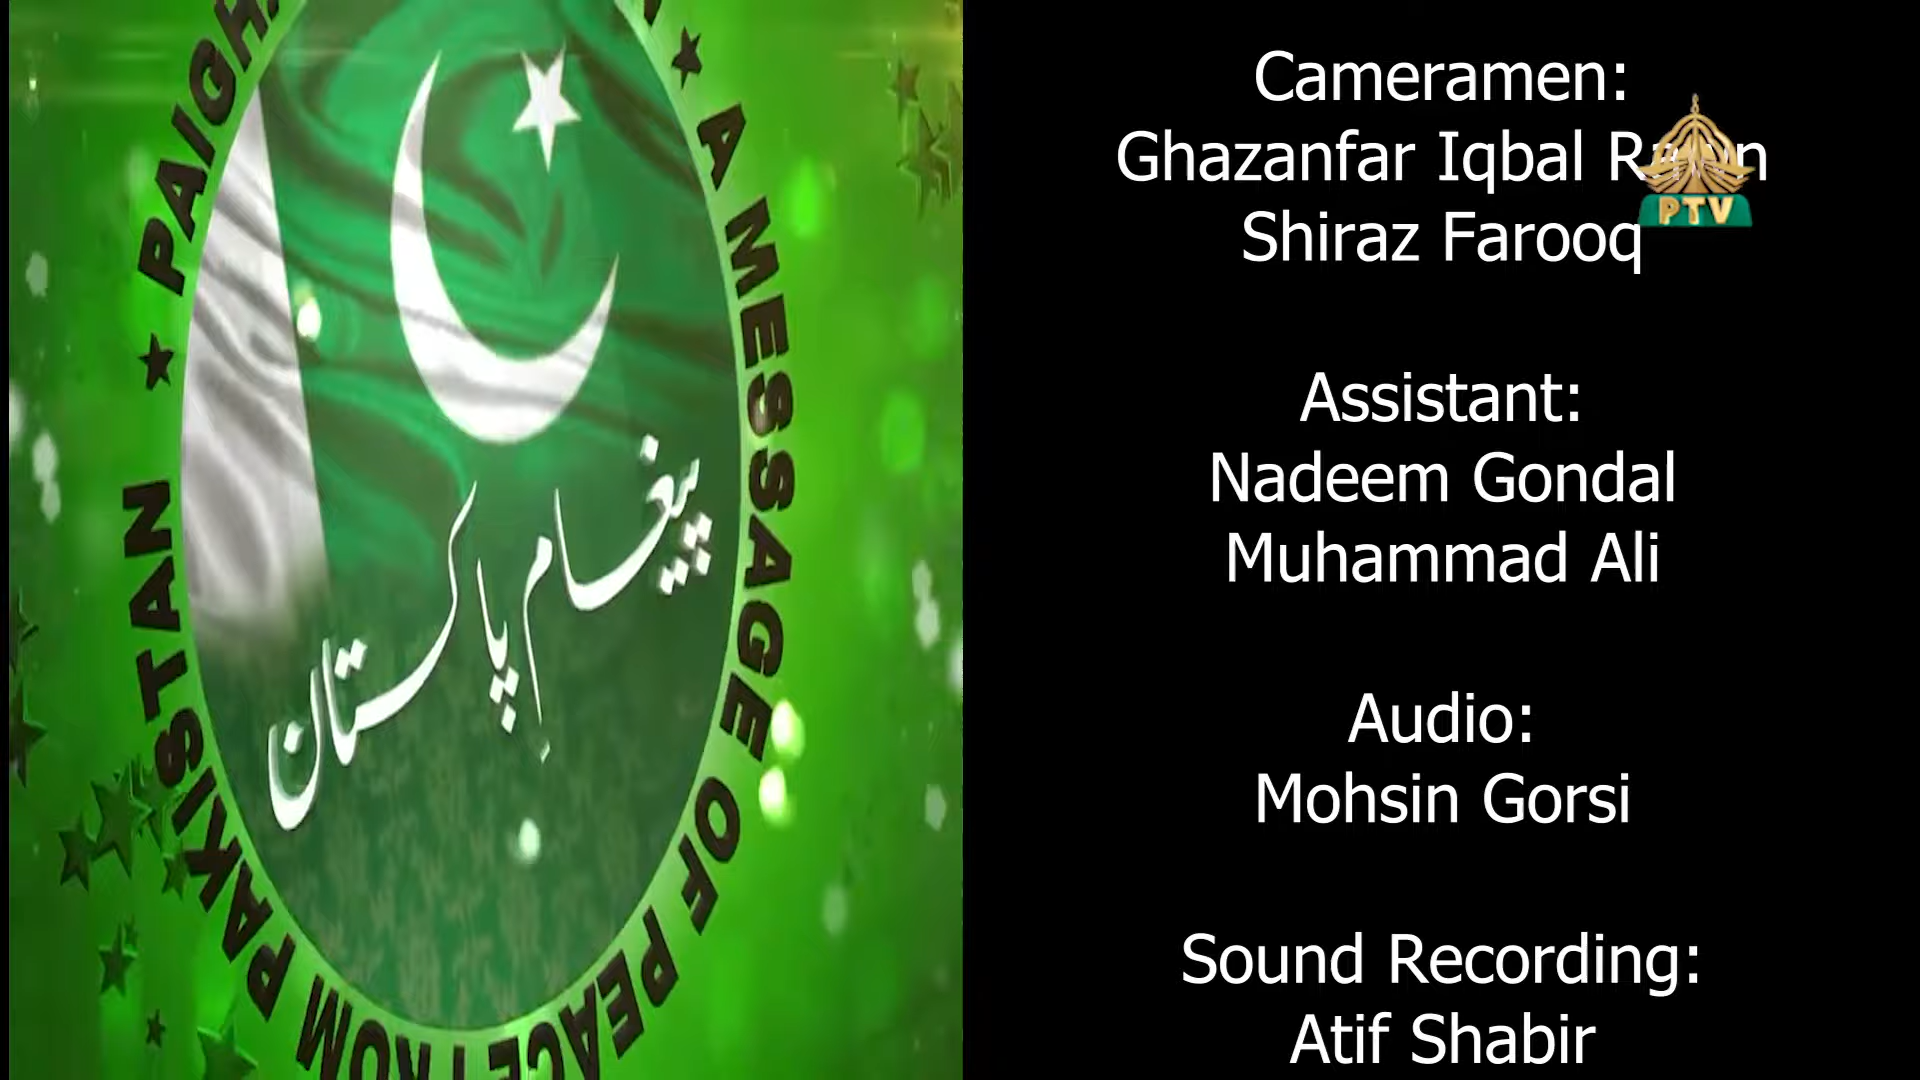 PAIGH
PAKISTAN
A MESSAGE OF PEACE FROM PAKISTAN
پیغامِ پاکستان
Cameramen:
Ghazanfar Iqbal
Shiraz Farooq
PTV
Assistant:
Nadeem Gondal
Muhammad Ali
Audio:
Mohsin Gorsi
Sound Recording:
Atif Shabir